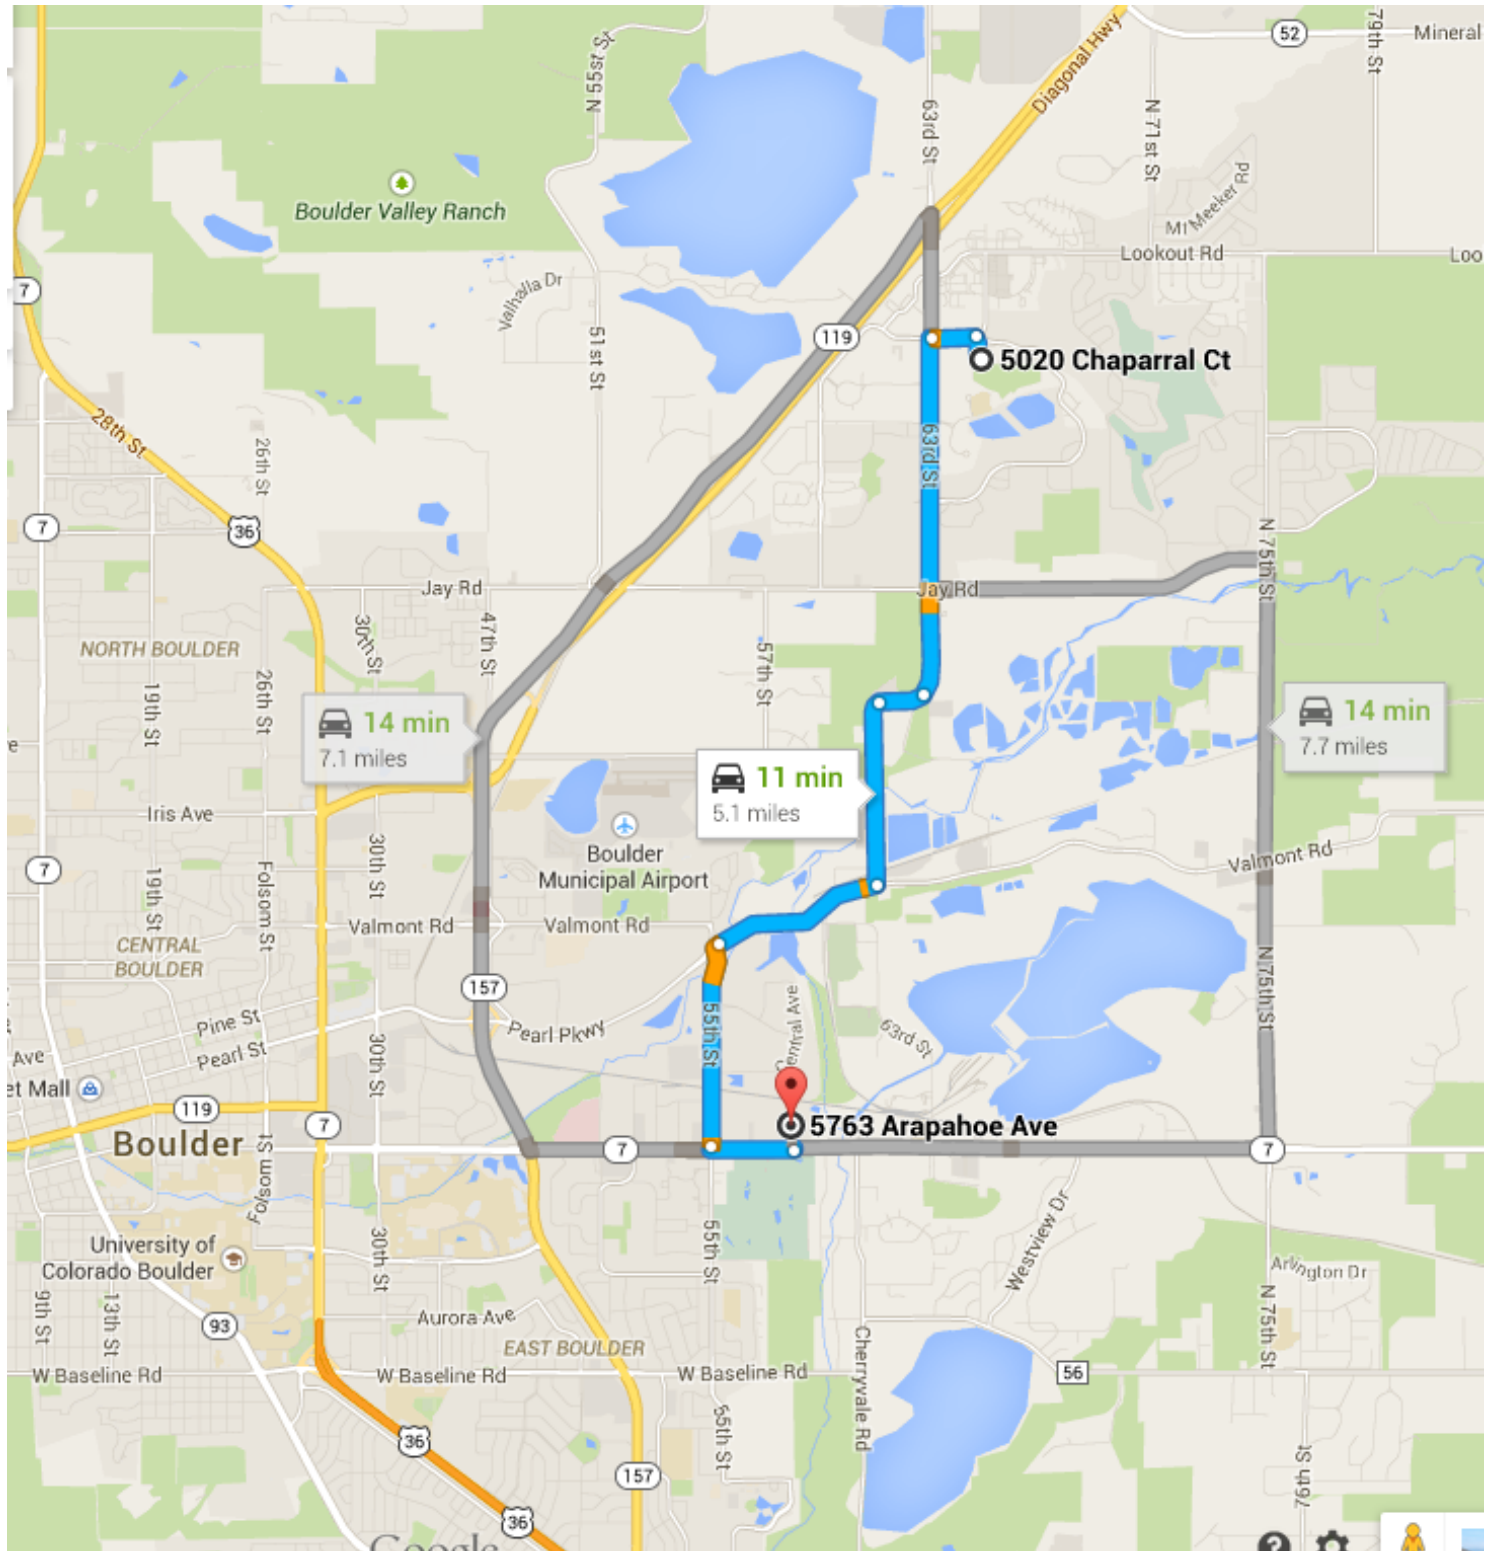 52
Mineral
79th St
N 55th St
Diagonal Hwy
63rd St
N 71st St
Mt Meeker Rd
Boulder Valley Ranch
Lookout Rd
Loo
7
Valhalla Dr
119
51st St
5020 Chaparral Ct
28th St
26th St
63rd St
7
36
N 75th St
Jay Rd
Jay Rd
NORTH BOULDER
30th St
47th St
57th St
26th St
19th St
14 min
7.1 miles
14 min
7.7 miles
11 min
5.1 miles
Iris Ave
Boulder
Municipal Airport
30th St
Valmont Rd
7
19th St
Folsom St
Valmont Rd
Valmont Rd
CENTRAL
BOULDER
157
N 75th St
Pine St
Pearl Pkwy
55th St
Central Ave
63rd St
Pearl St
30th St
Ave
et Mall
119
7
5763 Arapahoe Ave
Boulder
7
7
Folsom St
30th St
55th St
Westview Dr
University of
Colorado Boulder
Arlington Dr
9th St
13th St
93
Aurora Ave
EAST BOULDER
Cherryvale Rd
N 75th St
W Baseline Rd
W Baseline Rd
W Baseline Rd
56
55th St
36
157
76th St
36
Google